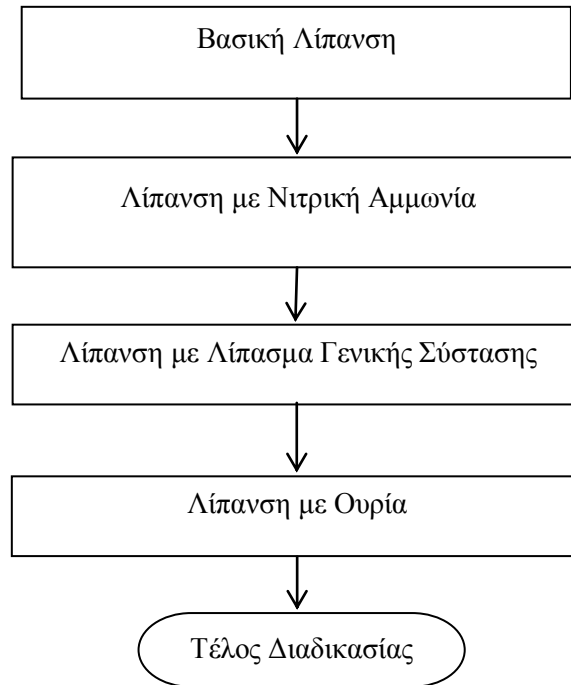 Βασική Λίπανση
Λίπανση με Νιτρική Αμμωνία
Λίπανση με Λίπασμα Γενικής Σύστασης
Λίπανση με Ουρία
Τέλος Διαδικασίας